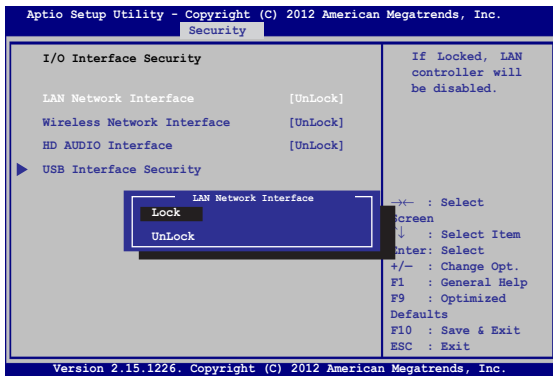 Aptio Setup Utility - Copyright (C) 2012 American Megatrends, Inc.
Security
I/O Interface Security
LAN Network Interface [UnLock]
Wireless Network Interface [UnLock]
HD AUDIO Interface [UnLock]
USB Interface Security
If Locked, LAN
controller will
be disabled.
LAN Network Interface
Lock
UnLock
→← : Select
Screen
↑↓ : Select Item
Enter: Select
+/— : Change Opt.
F1 : General Help
F9 : Optimized
Defaults
F10 : Save & Exit
ESC : Exit
Version 2.15.1226. Copyright (C) 2012 American Megatrends, Inc.